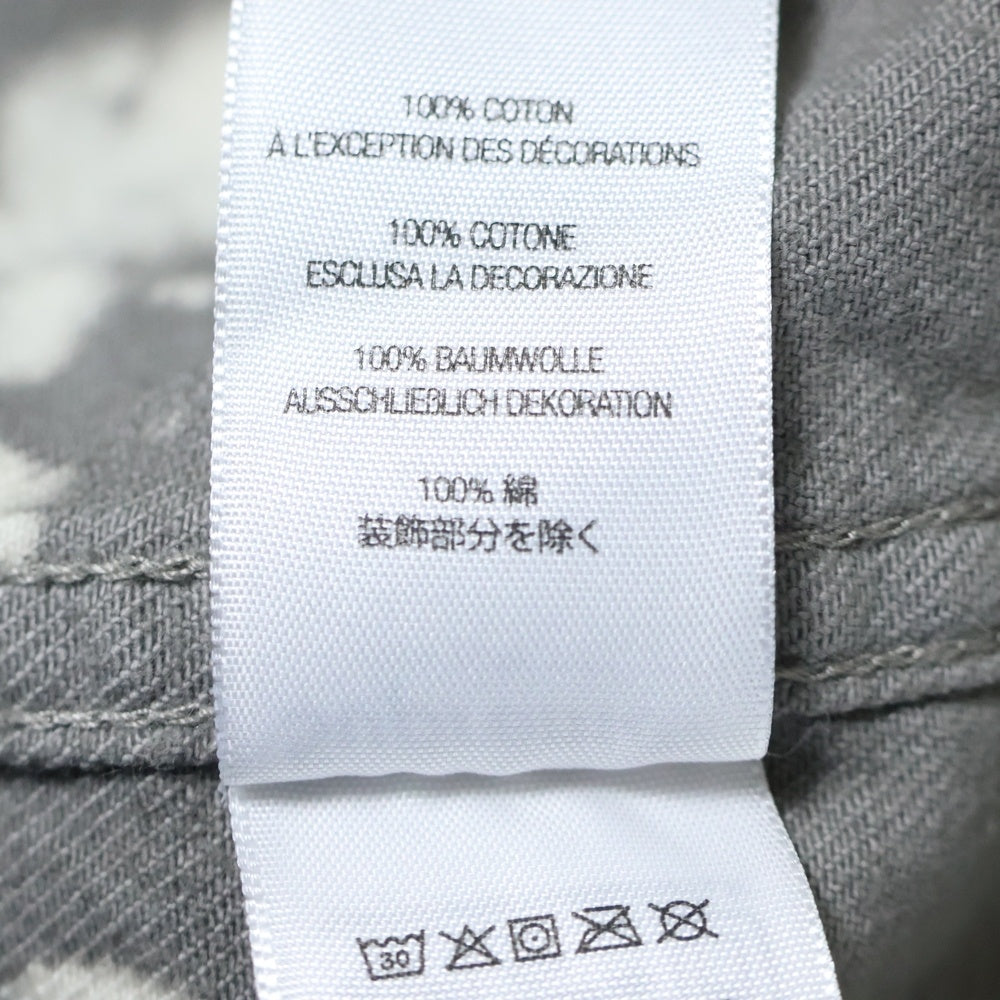 100% COTON
À L'EXCEPTION DES DÉCORATIONS
100% COTONE
ESCLUSA LA DECORAZIONE
100% BAUMWOLLE
AUSSCHLIEßLICH DEKORATION
100% 綿
装飾部分を除く
30